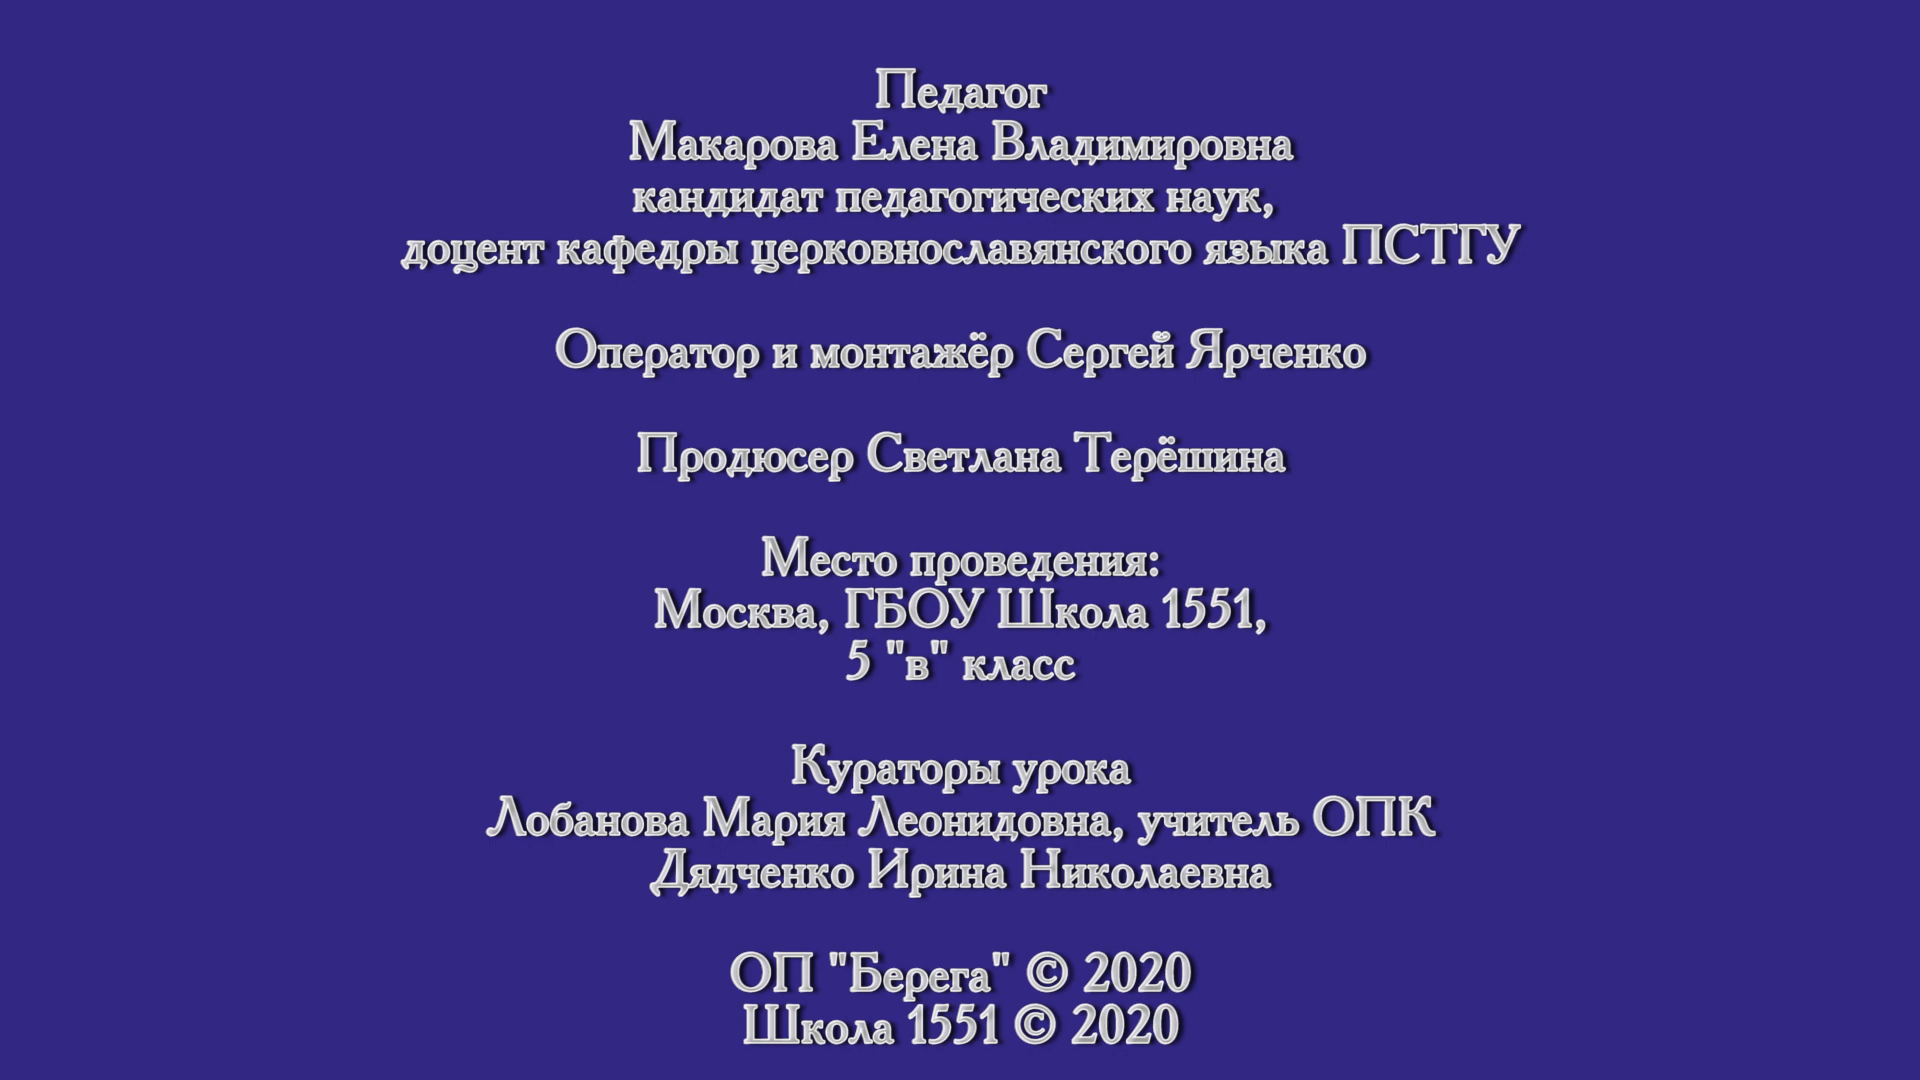 Педагог
Макарова Елена Владимировна
кандидат педагогических наук,
доцент кафедры церковнославянского языка ПСТГУ
Оператор и монтажёр Сергей Ярченко
Продюсер Светлана Терёшина
Место проведения:
Москва, ГБОУ Школа 1551,
5 "в" класс
Кураторы урока
Лобанова Мария Леонидовна, учитель ОПК
Дядченко Ирина Николаевна
ОП "Берега" © 2020
Школа 1551 © 2020